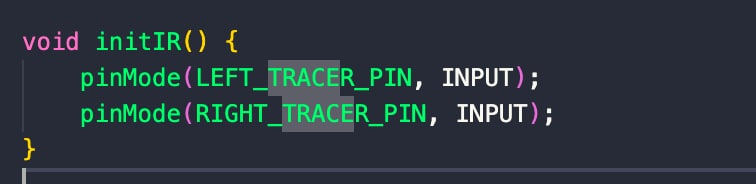 void initIR() {
    pinMode(LEFT_TRACER_PIN, INPUT);
    pinMode(RIGHT_TRACER_PIN, INPUT);
}